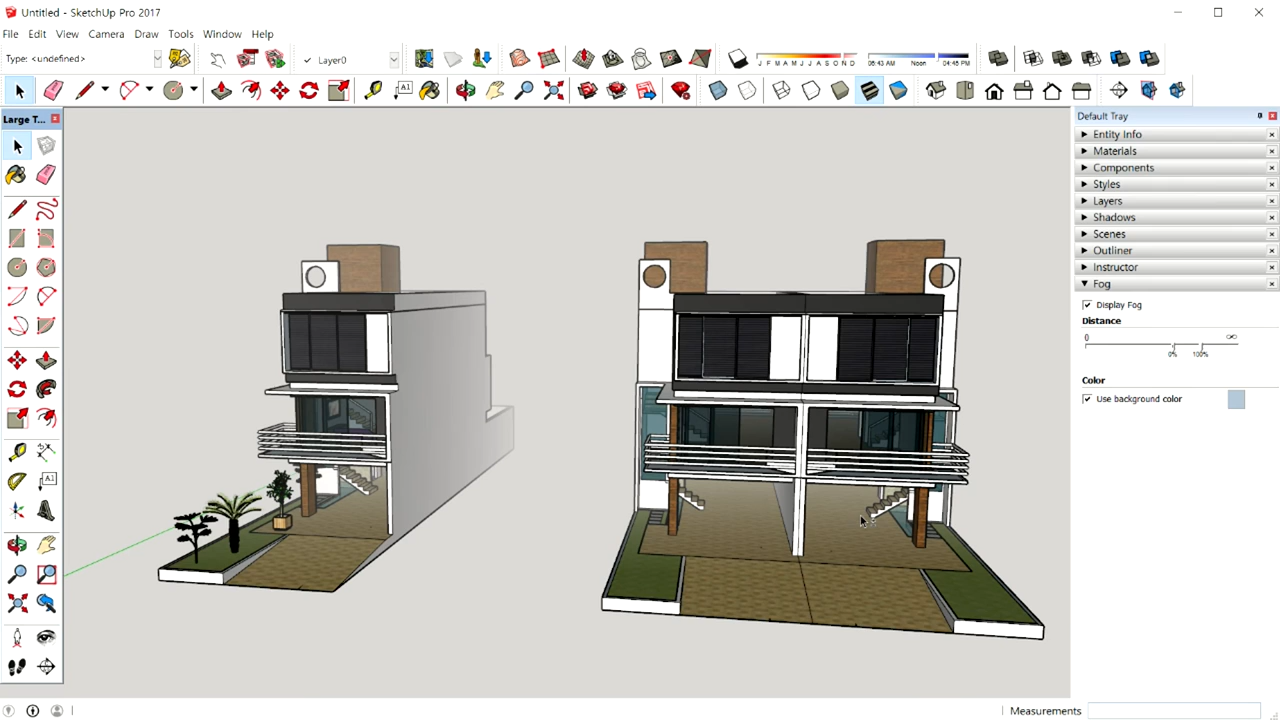 Untitled - SketchUp Pro 2017
File Edit View Camera Draw Tools Window Help
Type: <undefined>
✓ Layer0
J F M A M J J A S O N D
06:43 AM Noon 04:45 PM
A1
Large T...
Default Tray
Entity Info
Materials
Components
Styles
Layers
Shadows
Scenes
Outliner
Instructor
Fog
Display Fog
Distance
0 ∞
0% 100%
Color
Use background color
A1
Measurements